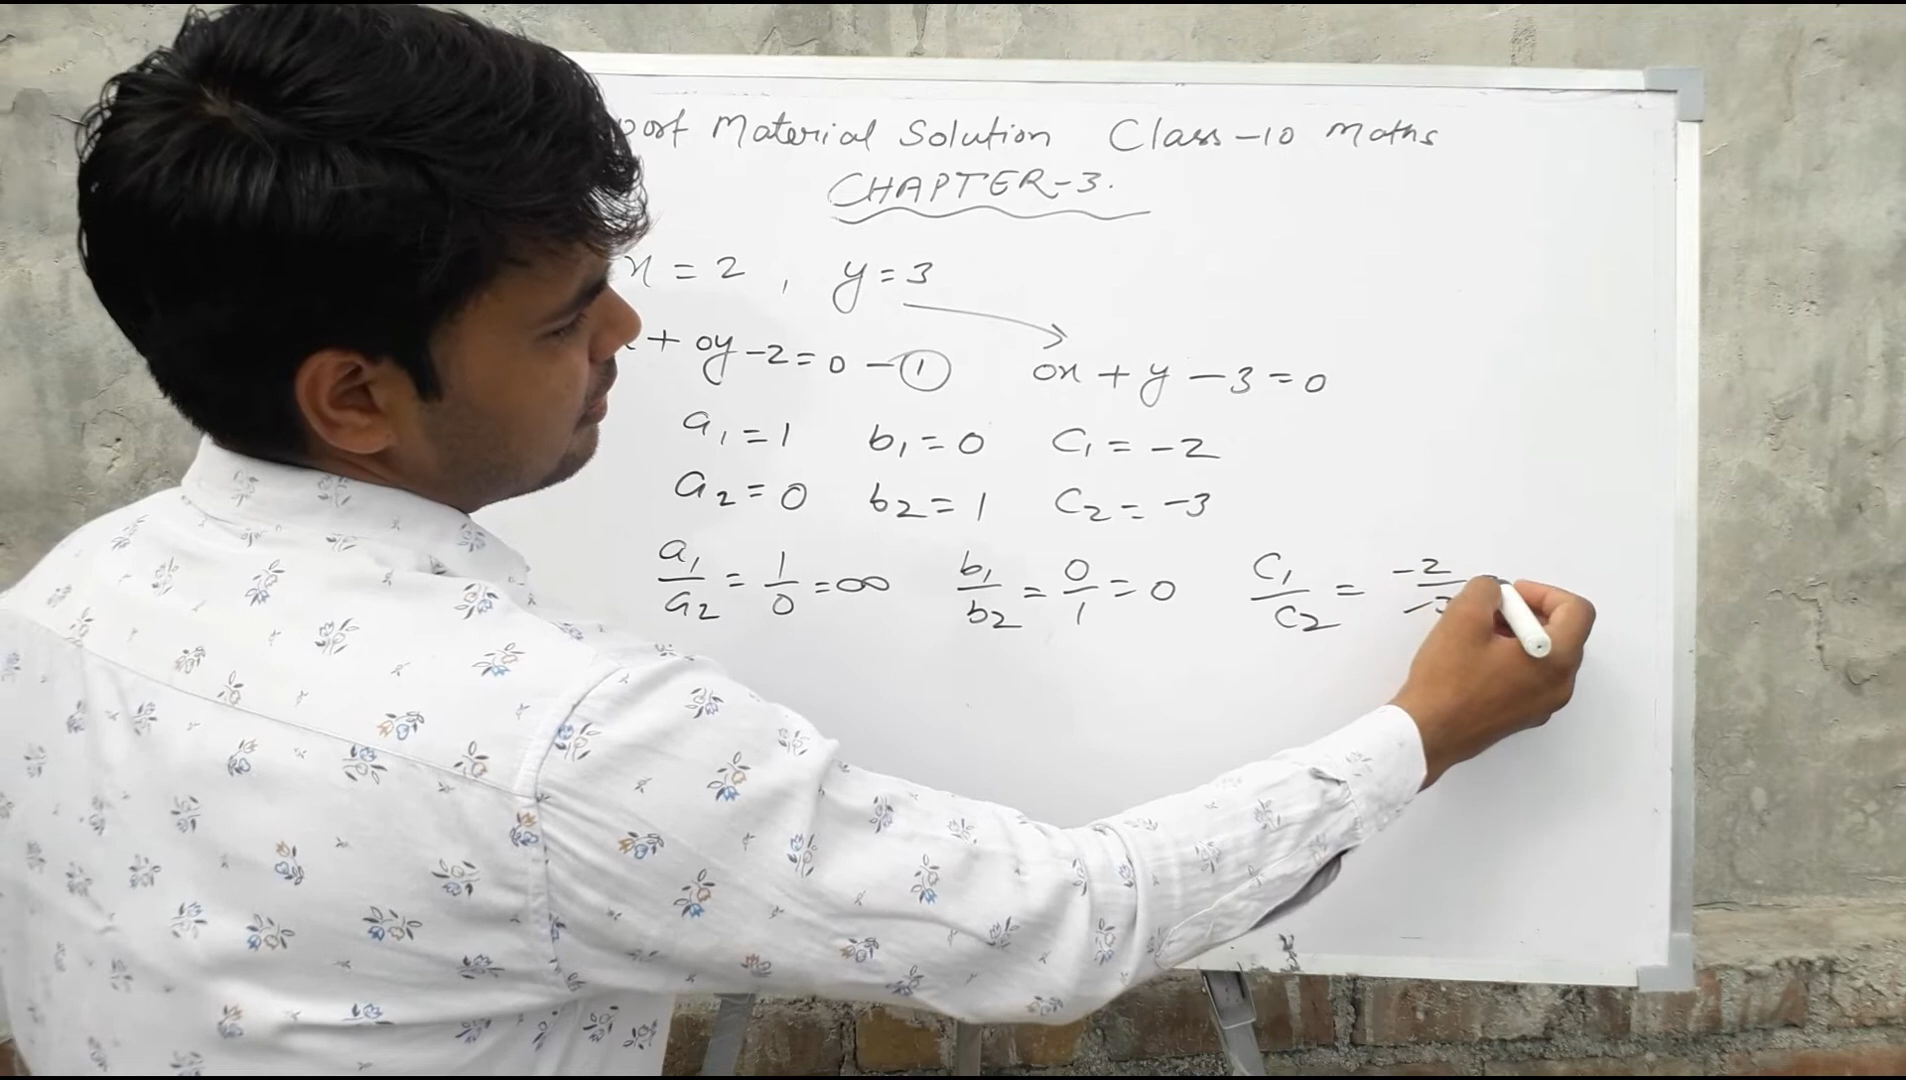 Material Solution Class-10 Maths
CHAPTER-3.
x = 2 , y = 3
+ 0y - 2 = 0 - ① 0x + y - 3 = 0
a₁ = 1 b₁ = 0 c₁ = -2
a₂ = 0 b₂ = 1 c₂ = -3
a₁/a₂ = 1/0 = ∞ b₁/b₂ = 0/1 = 0 c₁/c₂ = -2/-3